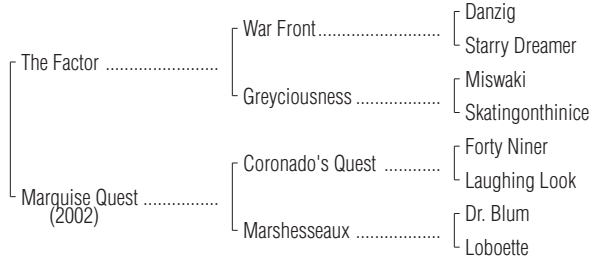 Danzig
War Front........................
Starry Dreamer
The Factor ......................
Miswaki
Greyciousness .................
Skatingonthinice
Forty Niner
Coronado's Quest ...........
Laughing Look
Marquise Quest ...............
(2002)
Dr. Blum
Marshesseaux .................
Loboette